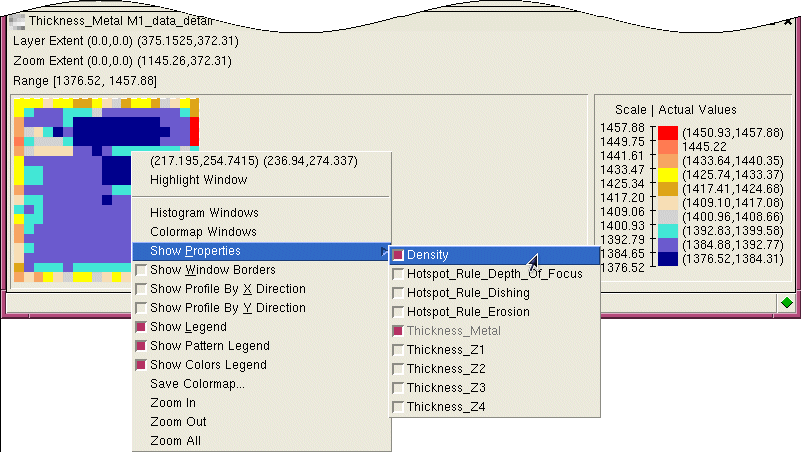 Thickness_Metal M1_data_detail
Layer Extent (0.0,0.0) (375.1525,372.31)
Zoom Extent (0.0,0.0) (1145.26,372.31)
Range [1376.52, 1457.88]
Scale | Actual Values
1457.88
1449.75
1441.61
1433.47
1425.34
1417.20
1409.06
1400.93
1392.79
1384.65
1376.52
(1450.93,1457.88)
1445.22
(1433.64,1440.35)
(1425.74,1433.37)
(1417.41,1424.68)
(1409.10,1417.08)
(1400.96,1408.66)
(1392.83,1399.58)
(1384.88,1392.77)
(1376.52,1384.31)
(217.195,254.7415) (236.94,274.337)
Highlight Window
Histogram Windows
Colormap Windows
Show Properties
Show Window Borders
Show Profile By X Direction
Show Profile By Y Direction
Show Legend
Show Pattern Legend
Show Colors Legend
Save Colormap...
Zoom In
Zoom Out
Zoom All
Density
Hotspot_Rule_Depth_Of_Focus
Hotspot_Rule_Dishing
Hotspot_Rule_Erosion
Thickness_Metal
Thickness_Z1
Thickness_Z2
Thickness_Z3
Thickness_Z4